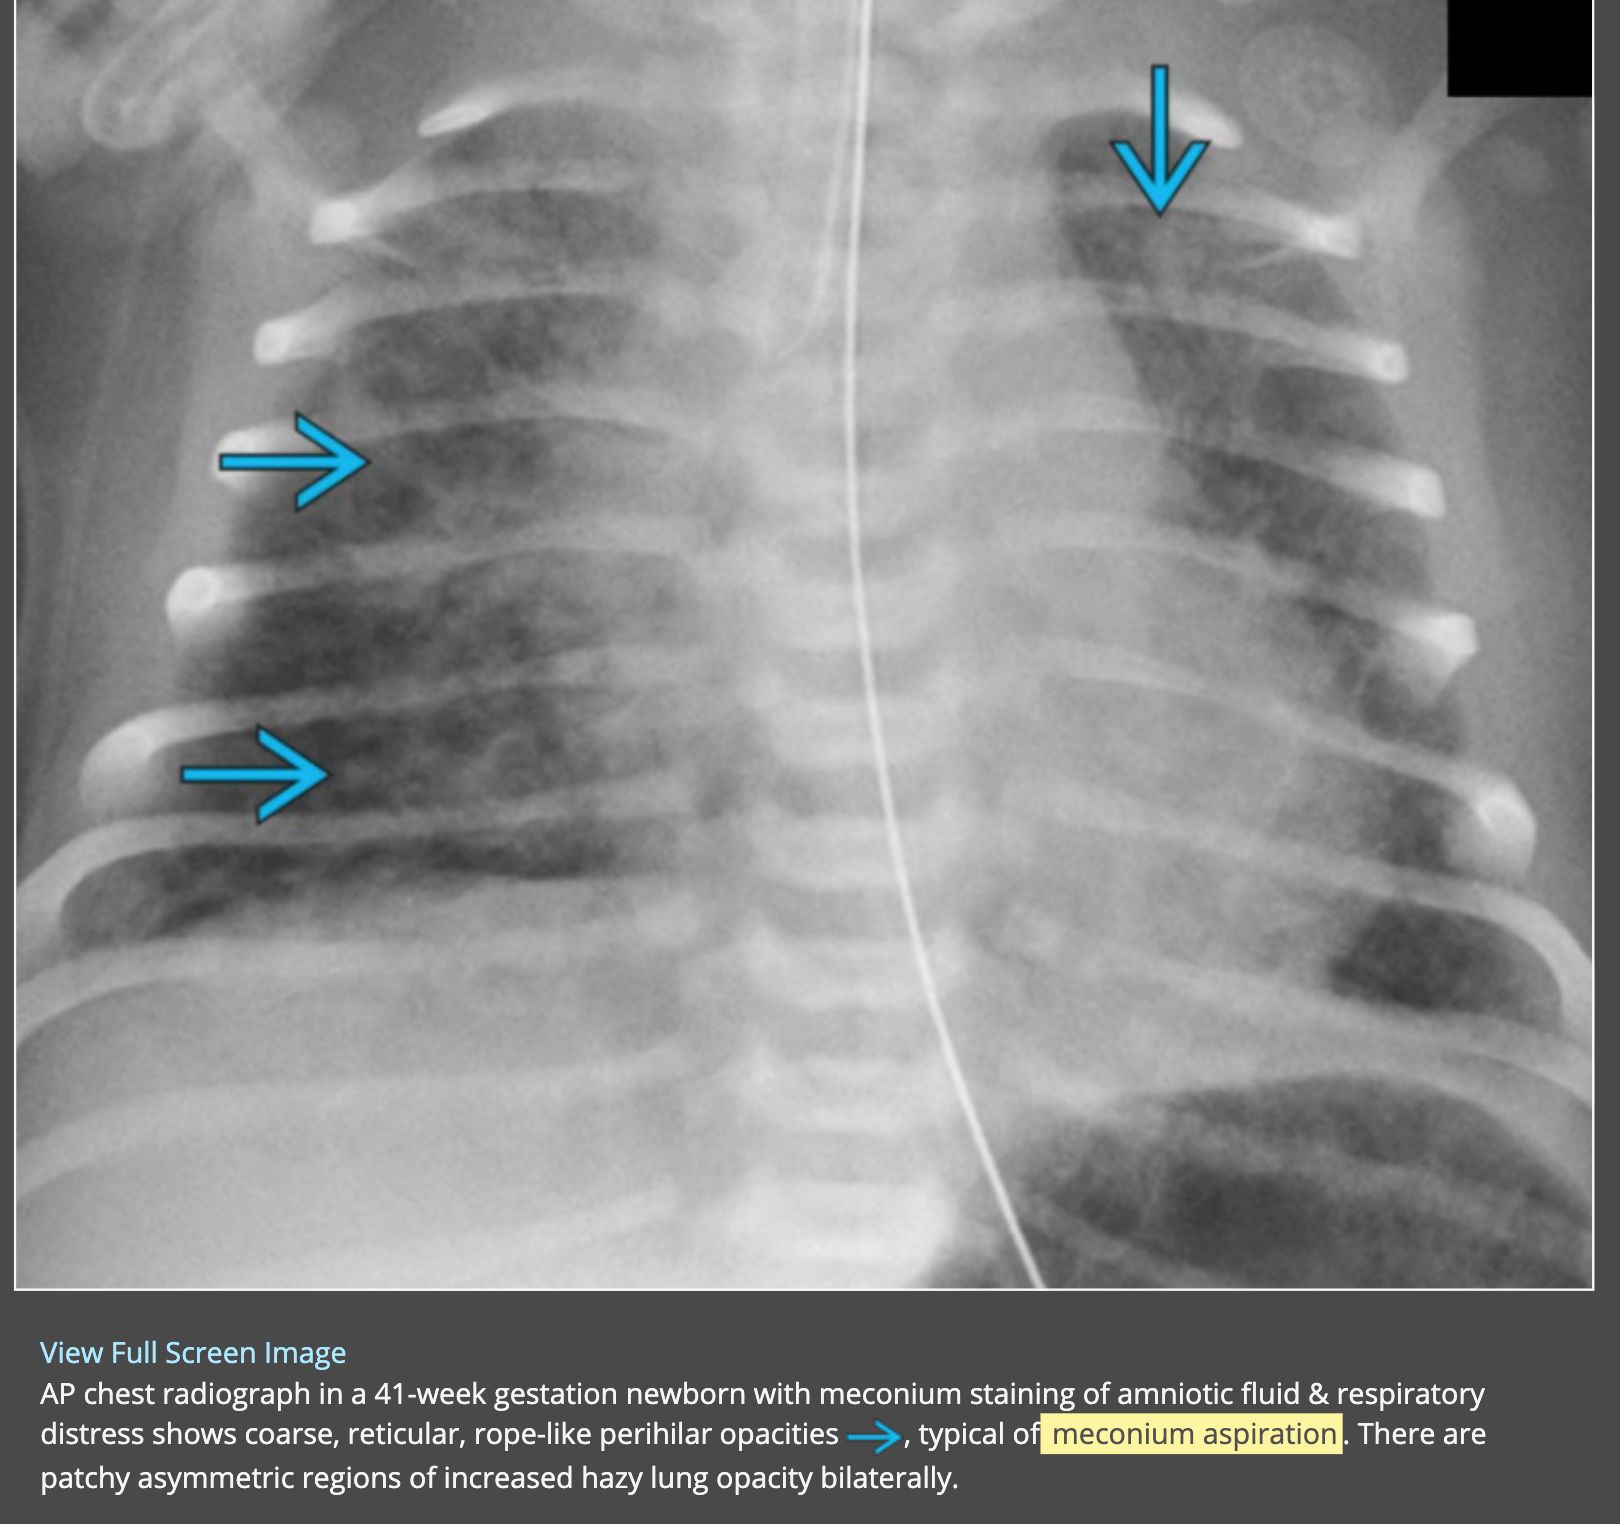 View Full Screen Image
AP chest radiograph in a 41-week gestation newborn with meconium staining of amniotic fluid & respiratory
distress shows coarse, reticular, rope-like perihilar opacities , typical of meconium aspiration. There are
patchy asymmetric regions of increased hazy lung opacity bilaterally.